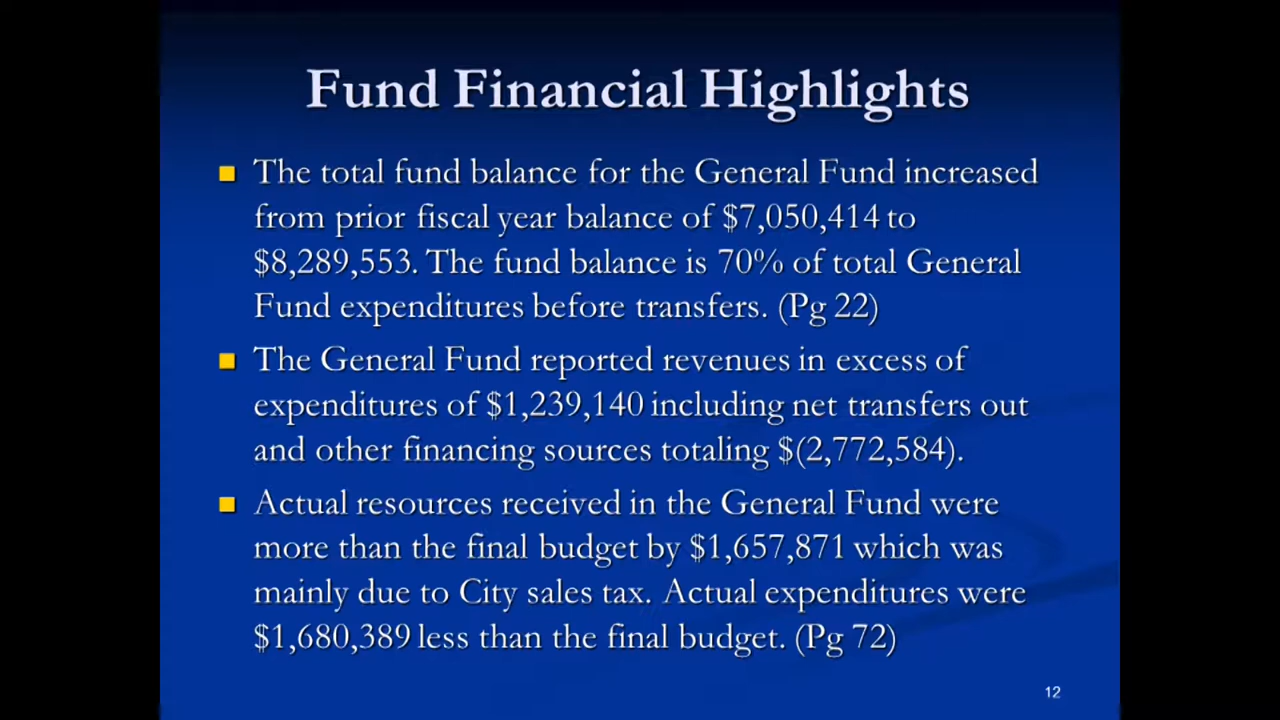 Fund Financial Highlights
The total fund balance for the General Fund increased
from prior fiscal year balance of $7,050,414 to
$8,289,553. The fund balance is 70% of total General
Fund expenditures before transfers. (Pg 22)
The General Fund reported revenues in excess of
expenditures of $1,239,140 including net transfers out
and other financing sources totaling $(2,772,584).
Actual resources received in the General Fund were
more than the final budget by $1,657,871 which was
mainly due to City sales tax. Actual expenditures were
$1,680,389 less than the final budget. (Pg 72)
12